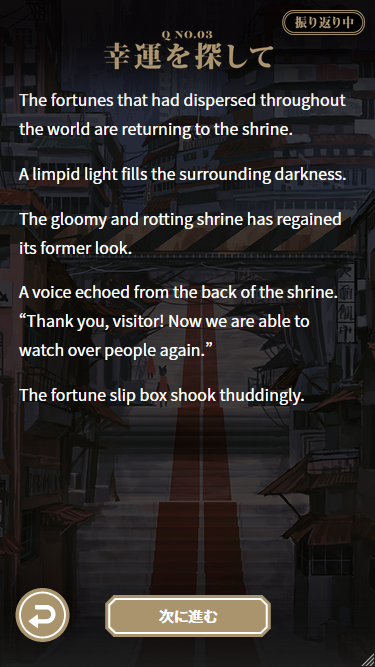 振り返り中
Q NO.03
幸運を探して
The fortunes that had dispersed throughout
the world are returning to the shrine.
A limpid light fills the surrounding darkness.
The gloomy and rotting shrine has regained
its former look.
A voice echoed from the back of the shrine.
“Thank you, visitor! Now we are able to
watch over people again.”
The fortune slip box shook thuddingly.
次に進む